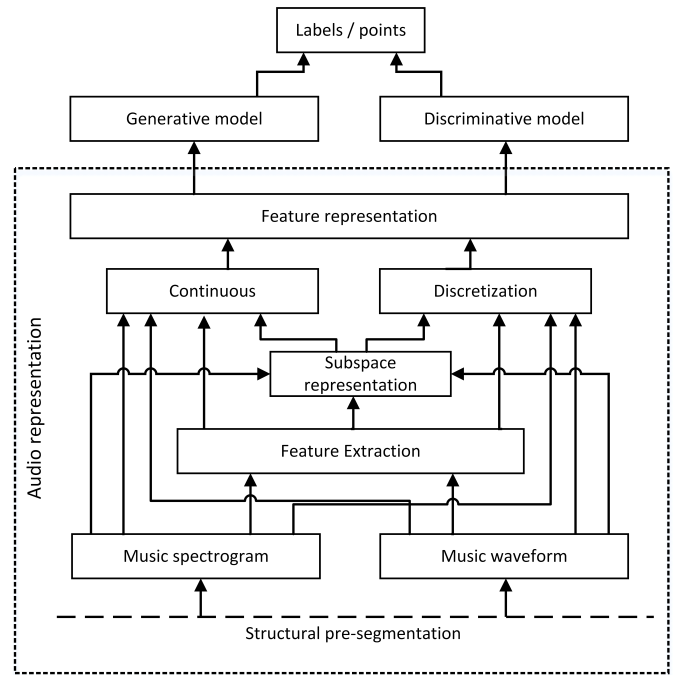 Labels / points
Generative model
Discriminative model
Feature representation
Continuous
Discretization
Subspace
representation
Audio representation
Feature Extraction
Music spectrogram
Music waveform
Structural pre-segmentation